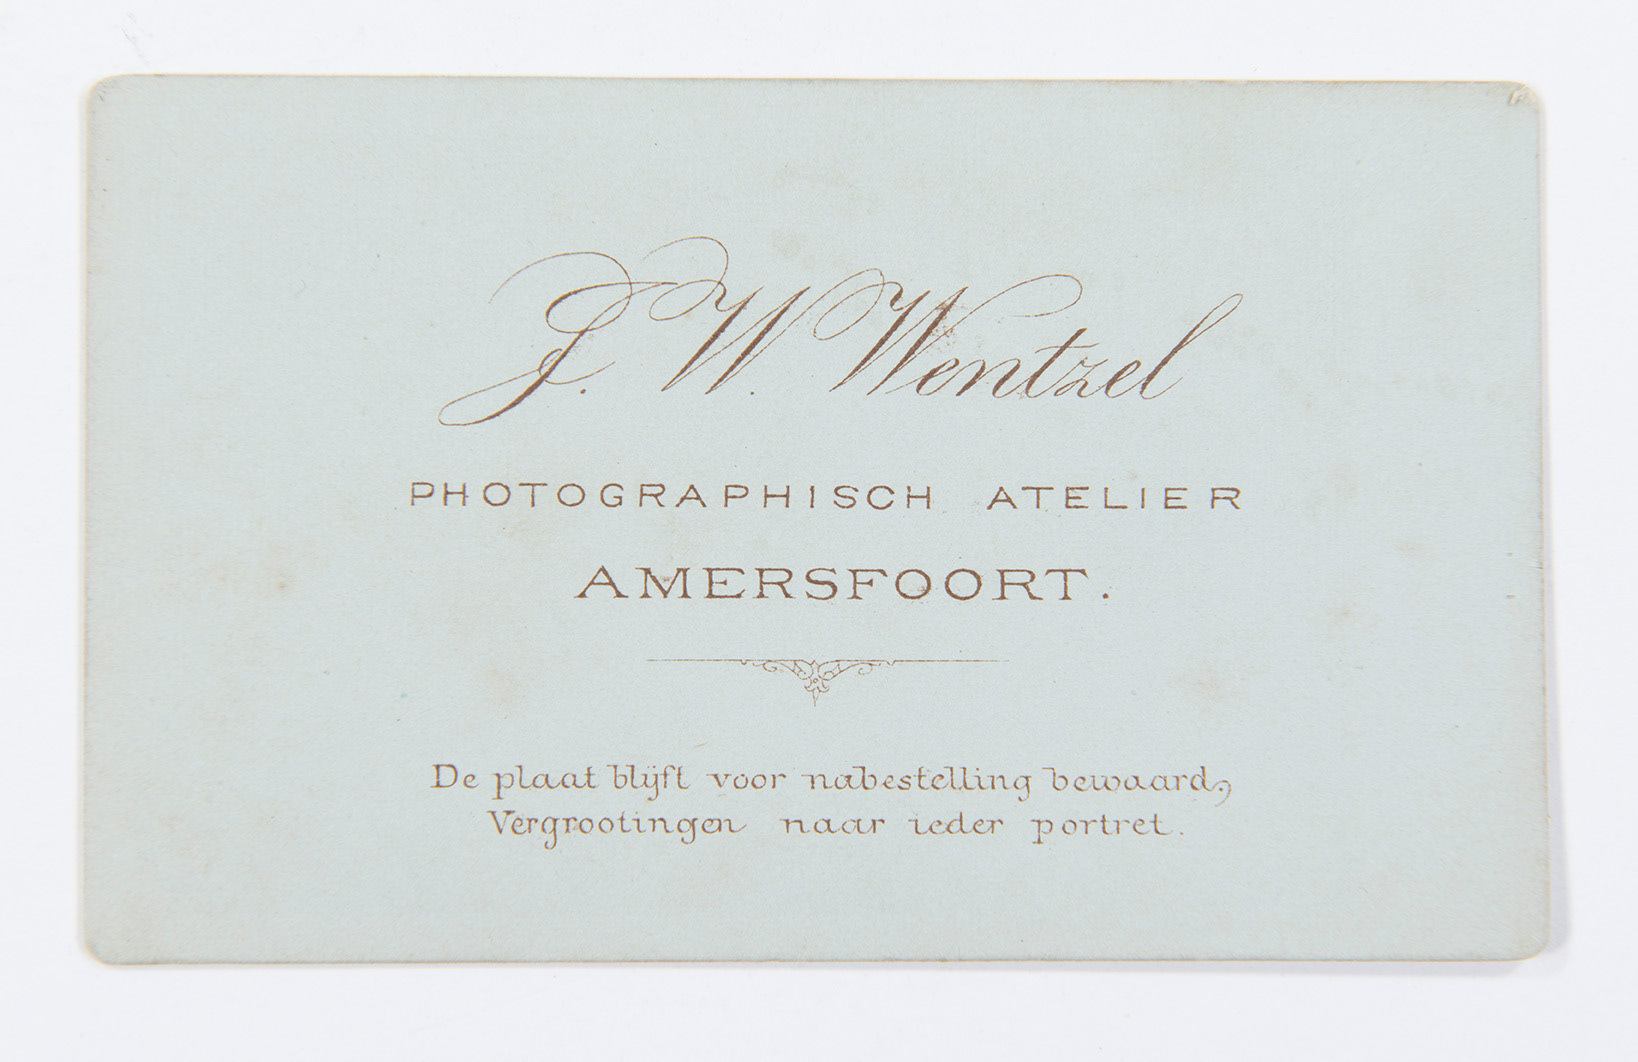 J. W. Wentzel
PHOTOGRAPHISCH ATELIER
AMERSFOORT.
De plaat blijft voor nabestelling bewaard,
Vergrootingen naar ieder portret.